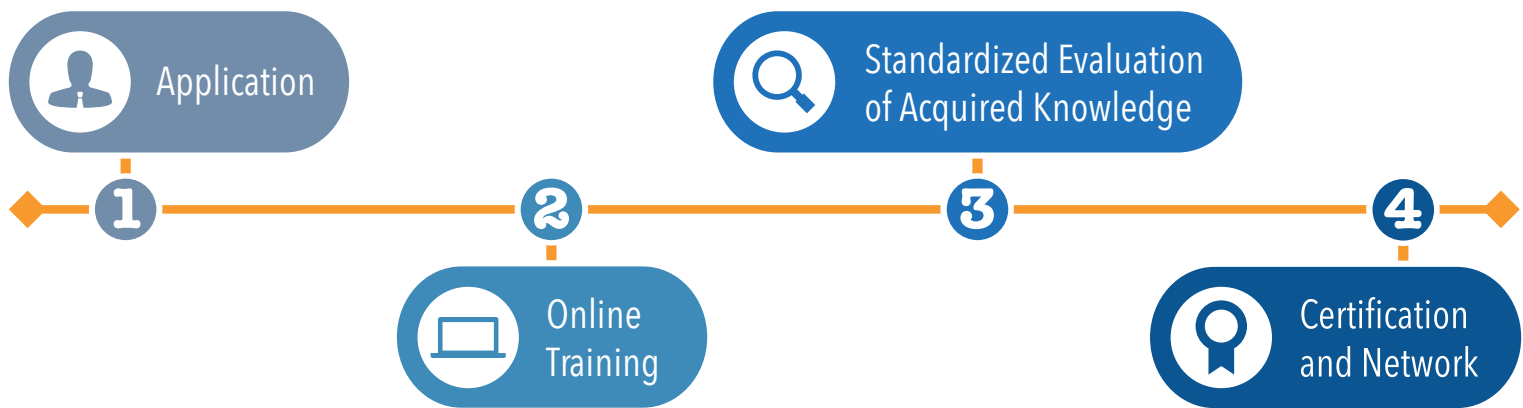 1
Application
2
Online
Training
3
Standardized Evaluation
of Acquired Knowledge
4
Certification
and Network